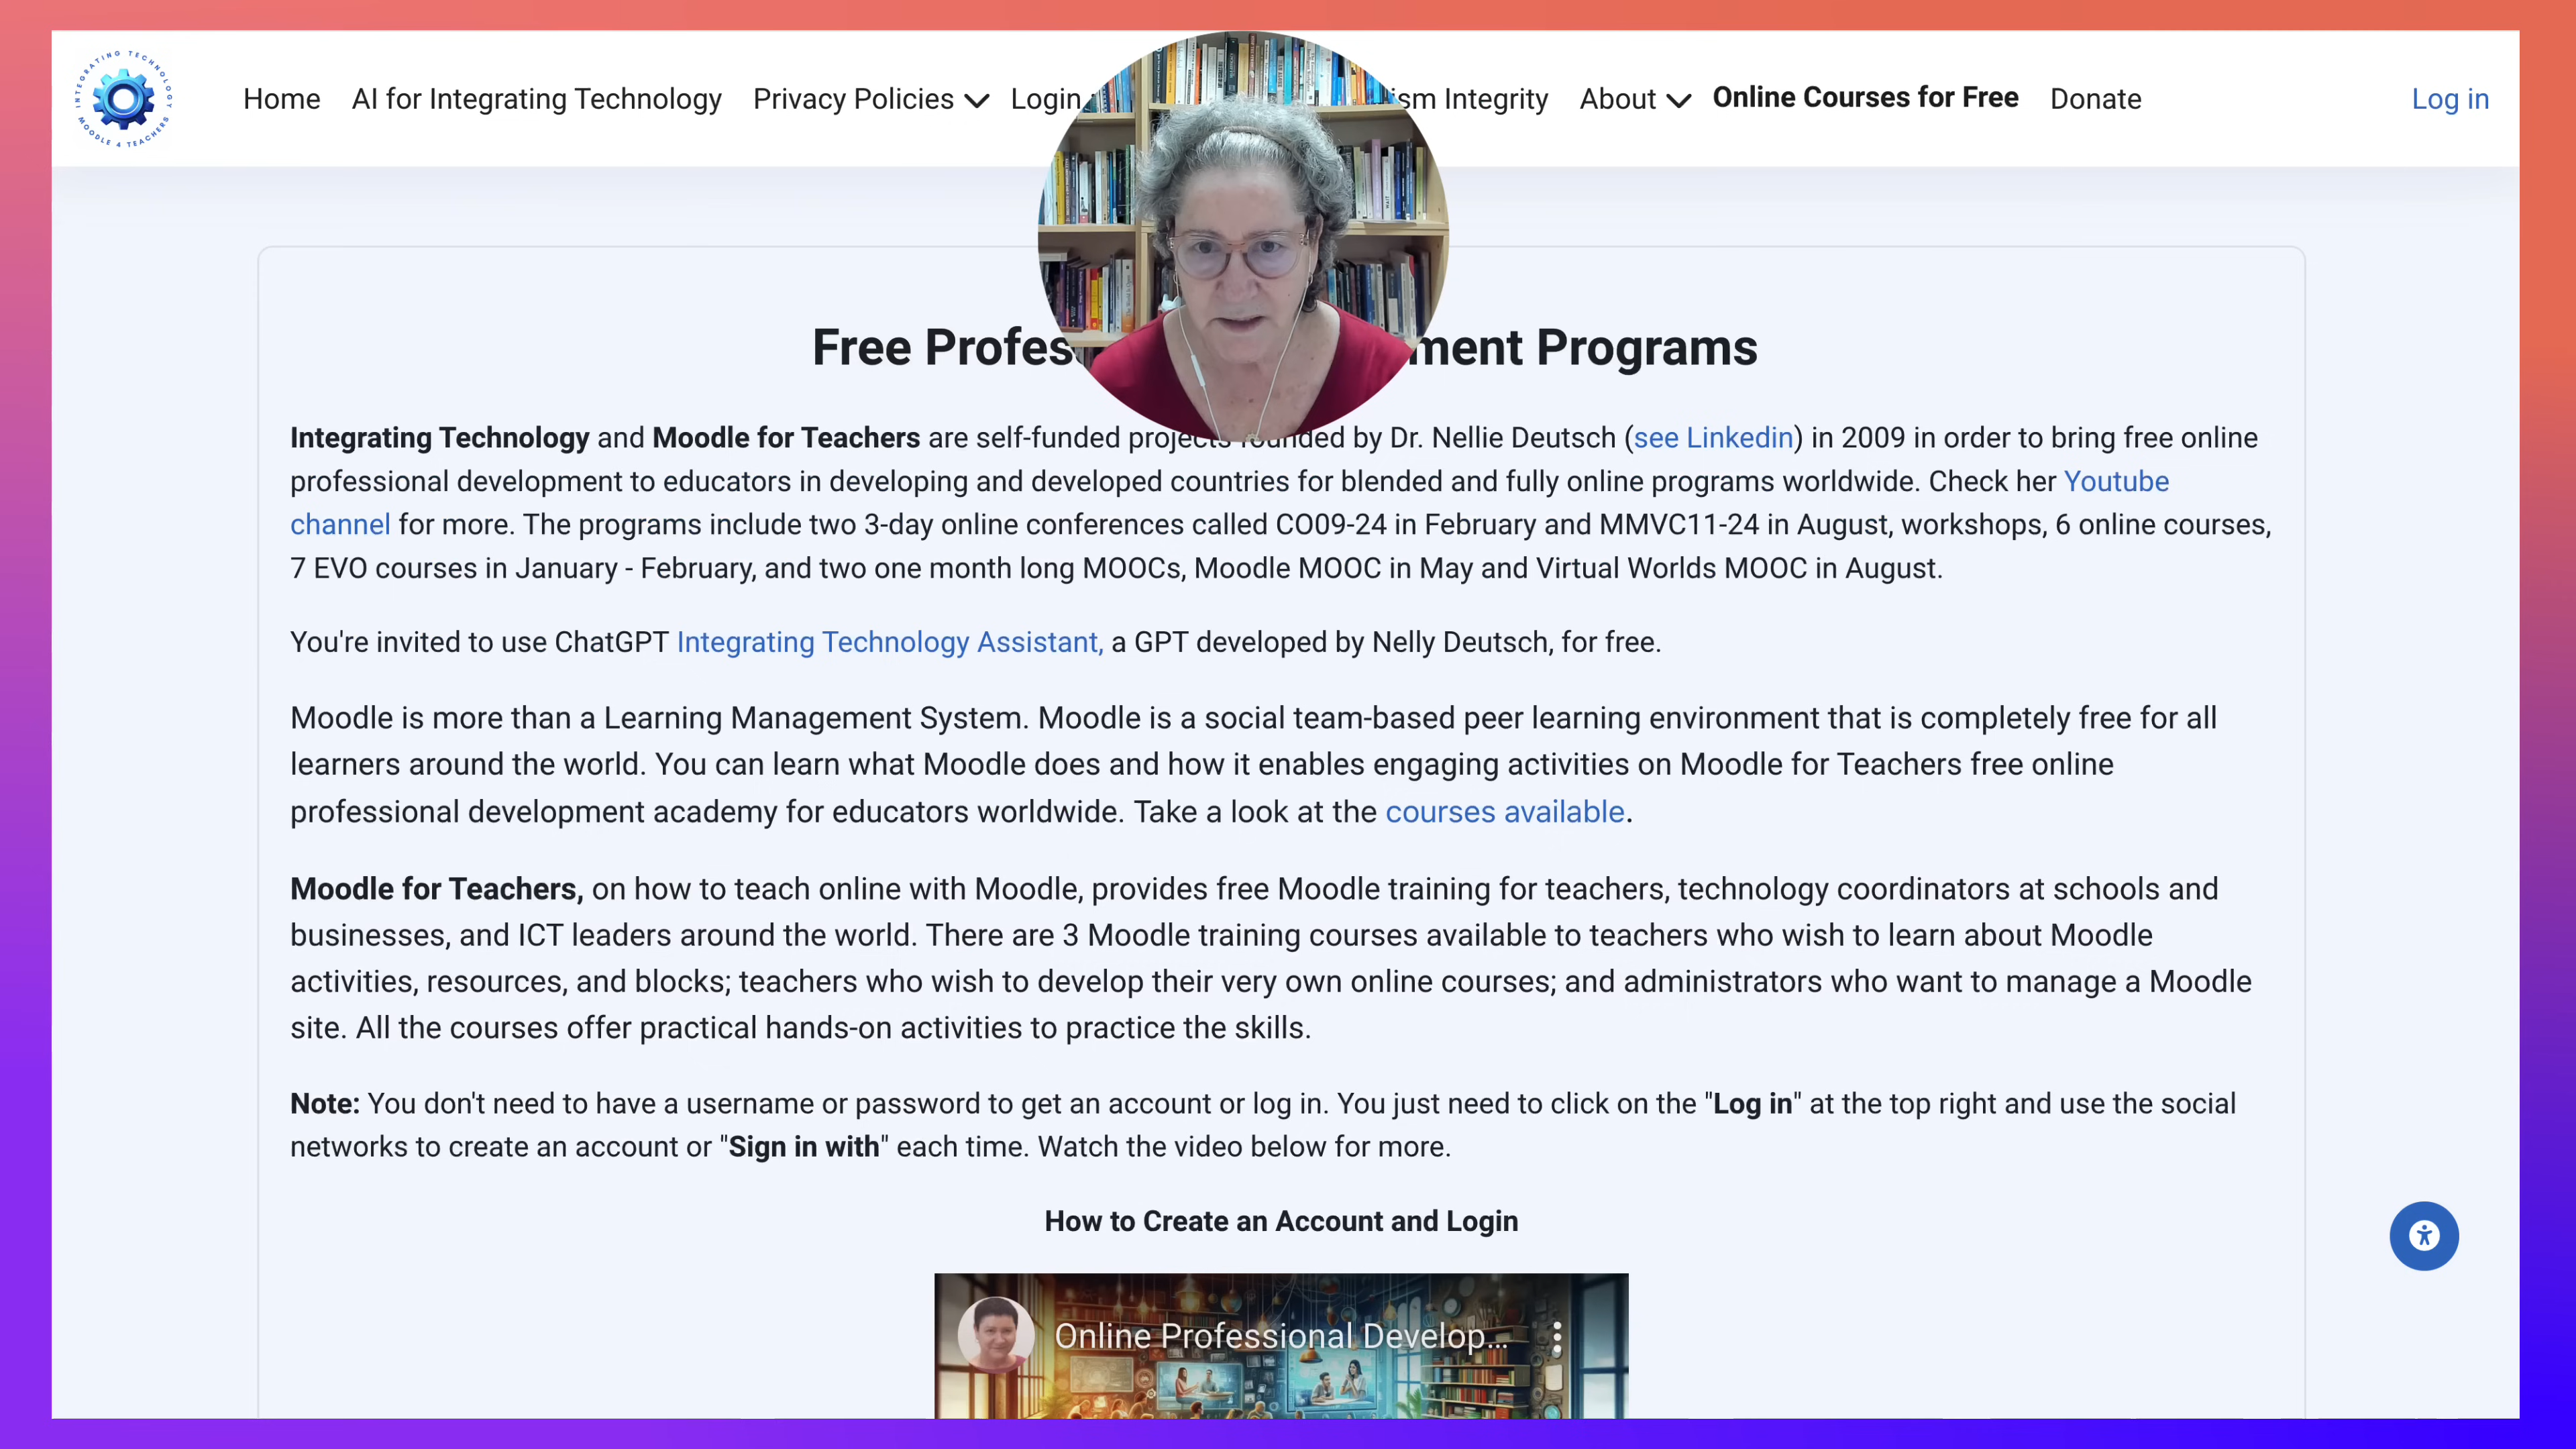 INTEGRATING TECHNOLOGY
MOODLE 4 TEACHERS
Home AI for Integrating Technology Privacy Policies Login Integrity About Online Courses for Free Donate Log in
Free Programs
Integrating Technology and Moodle for Teachers are self-funded projects founded by Dr. Nellie Deutsch (see Linkedin) in 2009 in order to bring free online
professional development to educators in developing and developed countries for blended and fully online programs worldwide. Check her Youtube
channel for more. The programs include two 3-day online conferences called CO09-24 in February and MMVC11-24 in August, workshops, 6 online courses,
7 EVO courses in January - February, and two one month long MOOCs, Moodle MOOC in May and Virtual Worlds MOOC in August.
You're invited to use ChatGPT Integrating Technology Assistant, a GPT developed by Nelly Deutsch, for free.
Moodle is more than a Learning Management System. Moodle is a social team-based peer learning environment that is completely free for all
learners around the world. You can learn what Moodle does and how it enables engaging activities on Moodle for Teachers free online
professional development academy for educators worldwide. Take a look at the courses available.
Moodle for Teachers, on how to teach online with Moodle, provides free Moodle training for teachers, technology coordinators at schools and
businesses, and ICT leaders around the world. There are 3 Moodle training courses available to teachers who wish to learn about Moodle
activities, resources, and blocks; teachers who wish to develop their very own online courses; and administrators who want to manage a Moodle
site. All the courses offer practical hands-on activities to practice the skills.
Note: You don't need to have a username or password to get an account or log in. You just need to click on the "Log in" at the top right and use the social
networks to create an account or "Sign in with" each time. Watch the video below for more.
How to Create an Account and Login
Online Professional Develop...